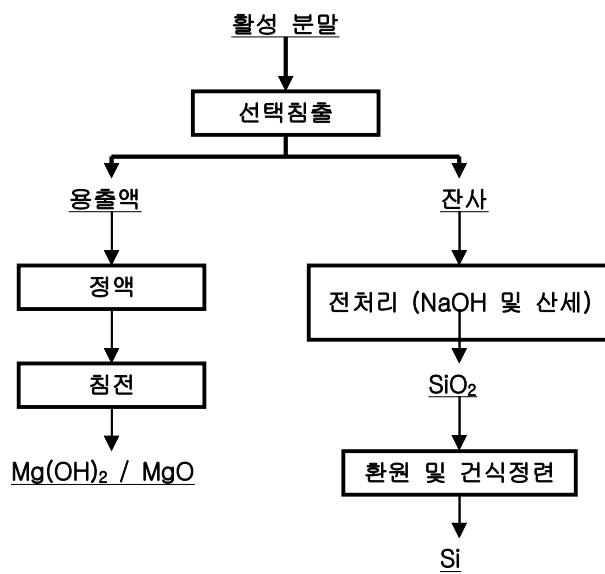 활성 분말
선택침출
용출액
잔사
정액
전처리 (NaOH 및 산세)
침전
SiO₂
Mg(OH)₂ / MgO
환원 및 건식정련
Si